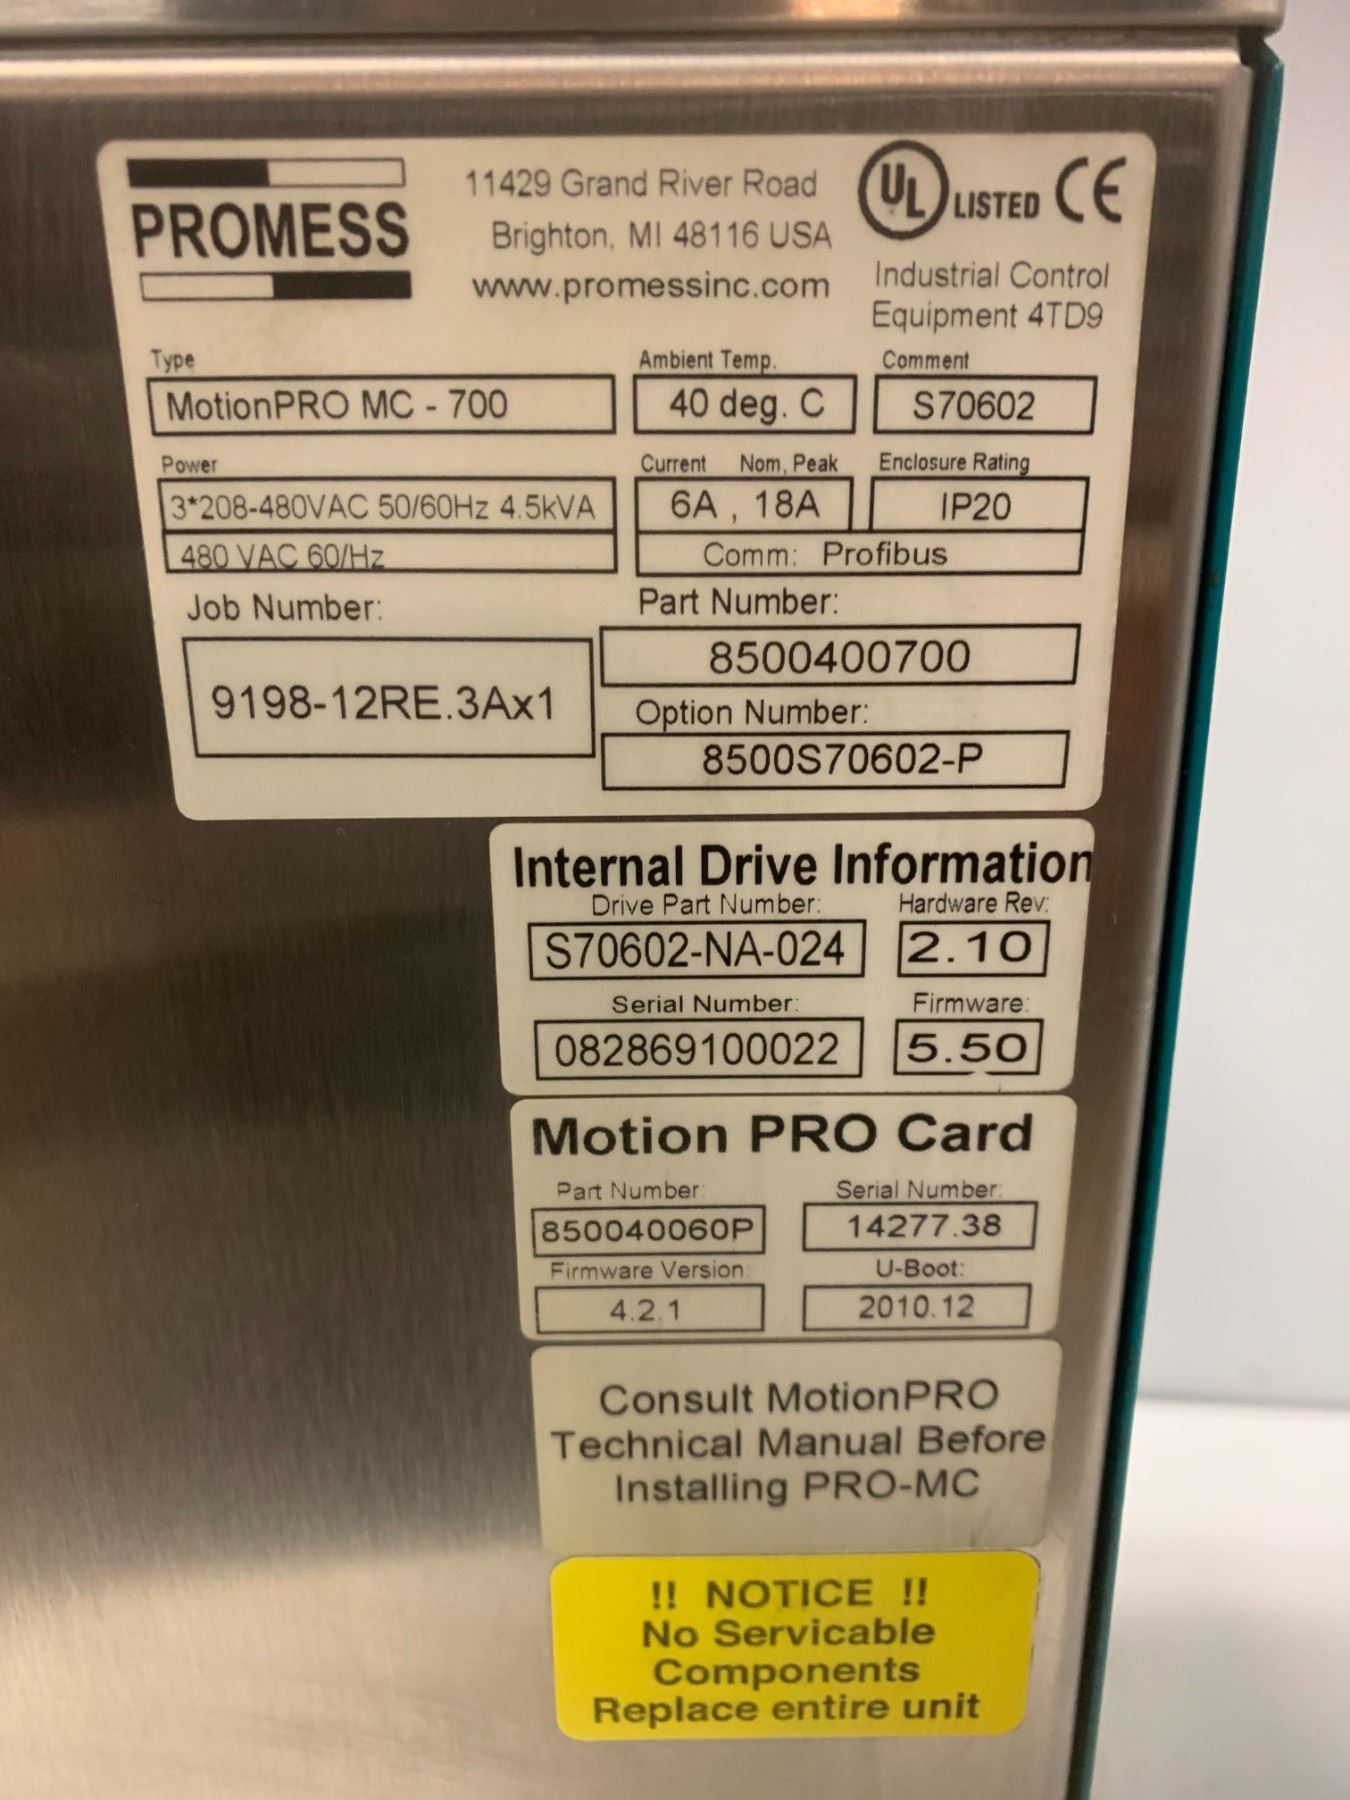 PROMESS
11429 Grand River Road
Brighton, MI 48116 USA
www.promessinc.com
UL LISTED CE
Industrial Control
Equipment 4TD9
Type
MotionPRO MC - 700
Ambient Temp.
40 deg. C
Comment
S70602
Power
3*208-480VAC 50/60Hz 4.5kVA
480 VAC 60/Hz
Current Nom, Peak
6A , 18A
Enclosure Rating
IP20
Comm: Profibus
Job Number:
9198-12RE.3Ax1
Part Number:
8500400700
Option Number:
8500S70602-P
Internal Drive Information
Drive Part Number:
S70602-NA-024
Hardware Rev:
2.10
Serial Number:
082869100022
Firmware:
5.50
Motion PRO Card
Part Number:
850040060P
Serial Number:
14277.38
Firmware Version:
4.2.1
U-Boot:
2010.12
Consult MotionPRO
Technical Manual Before
Installing PRO-MC
!! NOTICE !!
No Servicable
Components
Replace entire unit